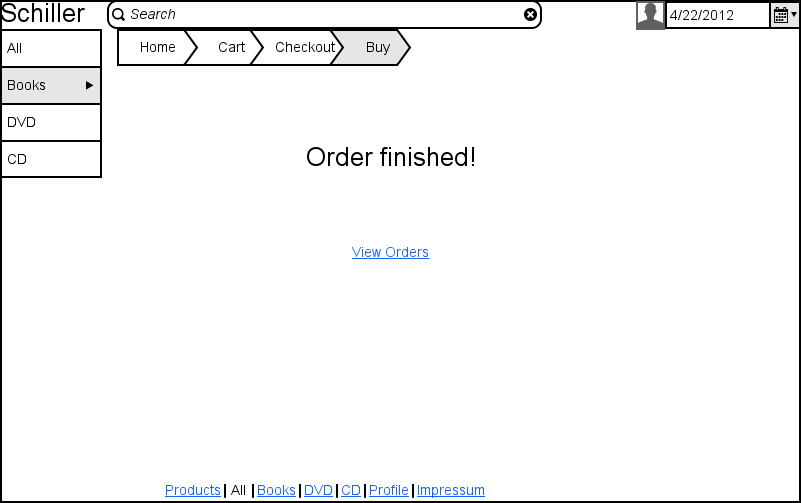 Schiller
Search
4/22/2012
All
Books
DVD
CD
Home Cart Checkout Buy
Order finished!
View Orders
Products | All | Books | DVD | CD | Profile | Impressum